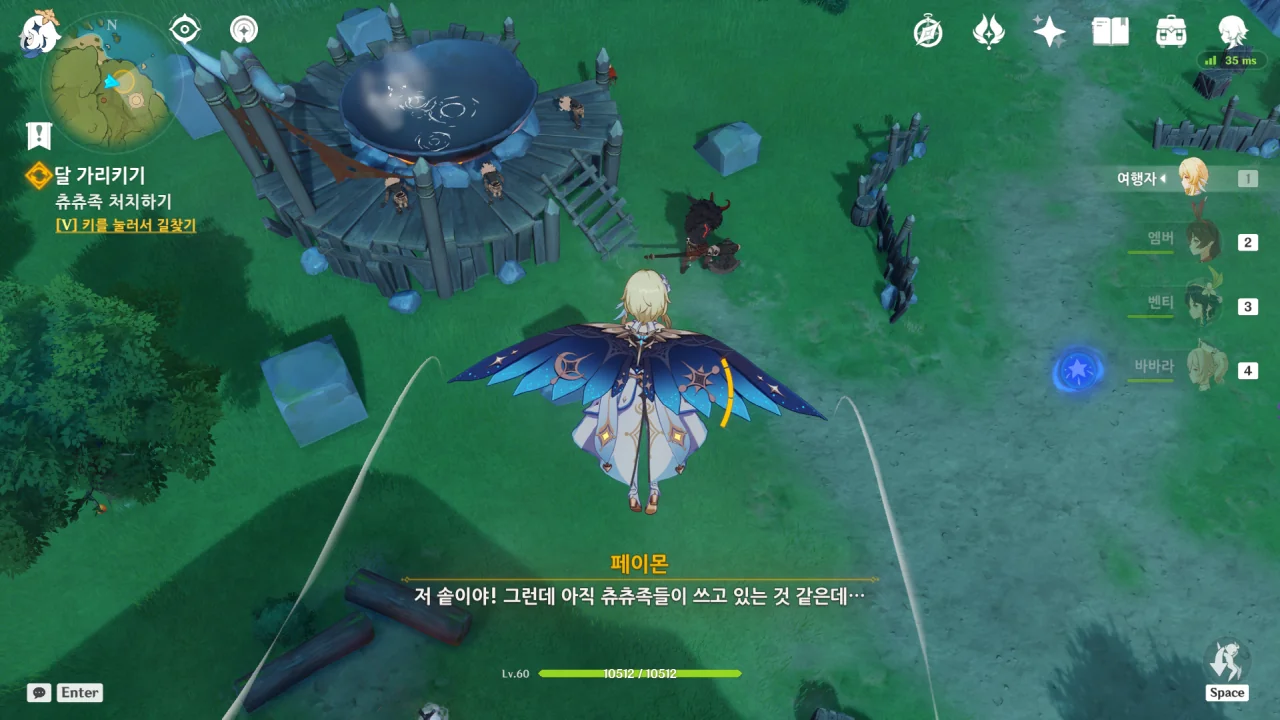 N
35 ms
달 가리키기
츄츄족 처치하기
[V] 키를 눌러서 길찾기
여행자 1
엠버 2
벤티 3
바바라 4
페이몬
저 솥이야! 그런데 아직 츄츄족들이 쓰고 있는 것 같은데…
Lv.60 10512 / 10512
Enter
Space